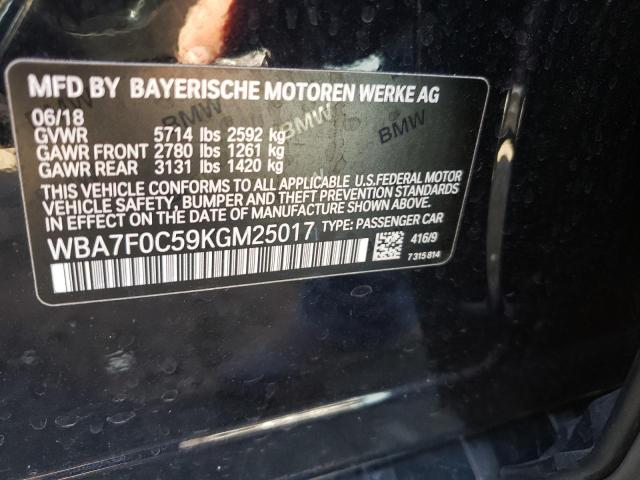 MFD BY BAYERISCHE MOTOREN WERKE AG
06/18
GVWR 5714 lbs 2592 kg
GAWR FRONT 2780 lbs 1261 kg
GAWR REAR 3131 lbs 1420 kg
THIS VEHICLE CONFORMS TO ALL APPLICABLE U.S.FEDERAL MOTOR
VEHICLE SAFETY, BUMPER AND THEFT PREVENTION STANDARDS
IN EFFECT ON THE DATE OF MANUFACTURE SHOWN ABOVE.
WBA7F0C59KGM25017 TYPE: PASSENGER CAR
416/9
7 315 814
BMW
BMW
BMW
BMW